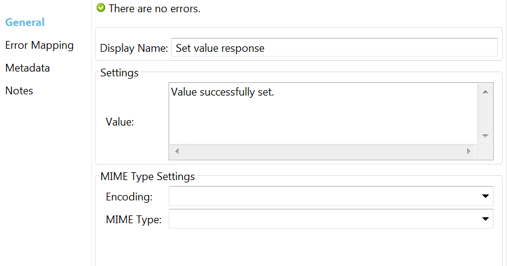 General
Error Mapping
Metadata
Notes
There are no errors.
Display Name: Set value response
Settings
Value: Value successfully set.
MIME Type Settings
Encoding:
MIME Type: